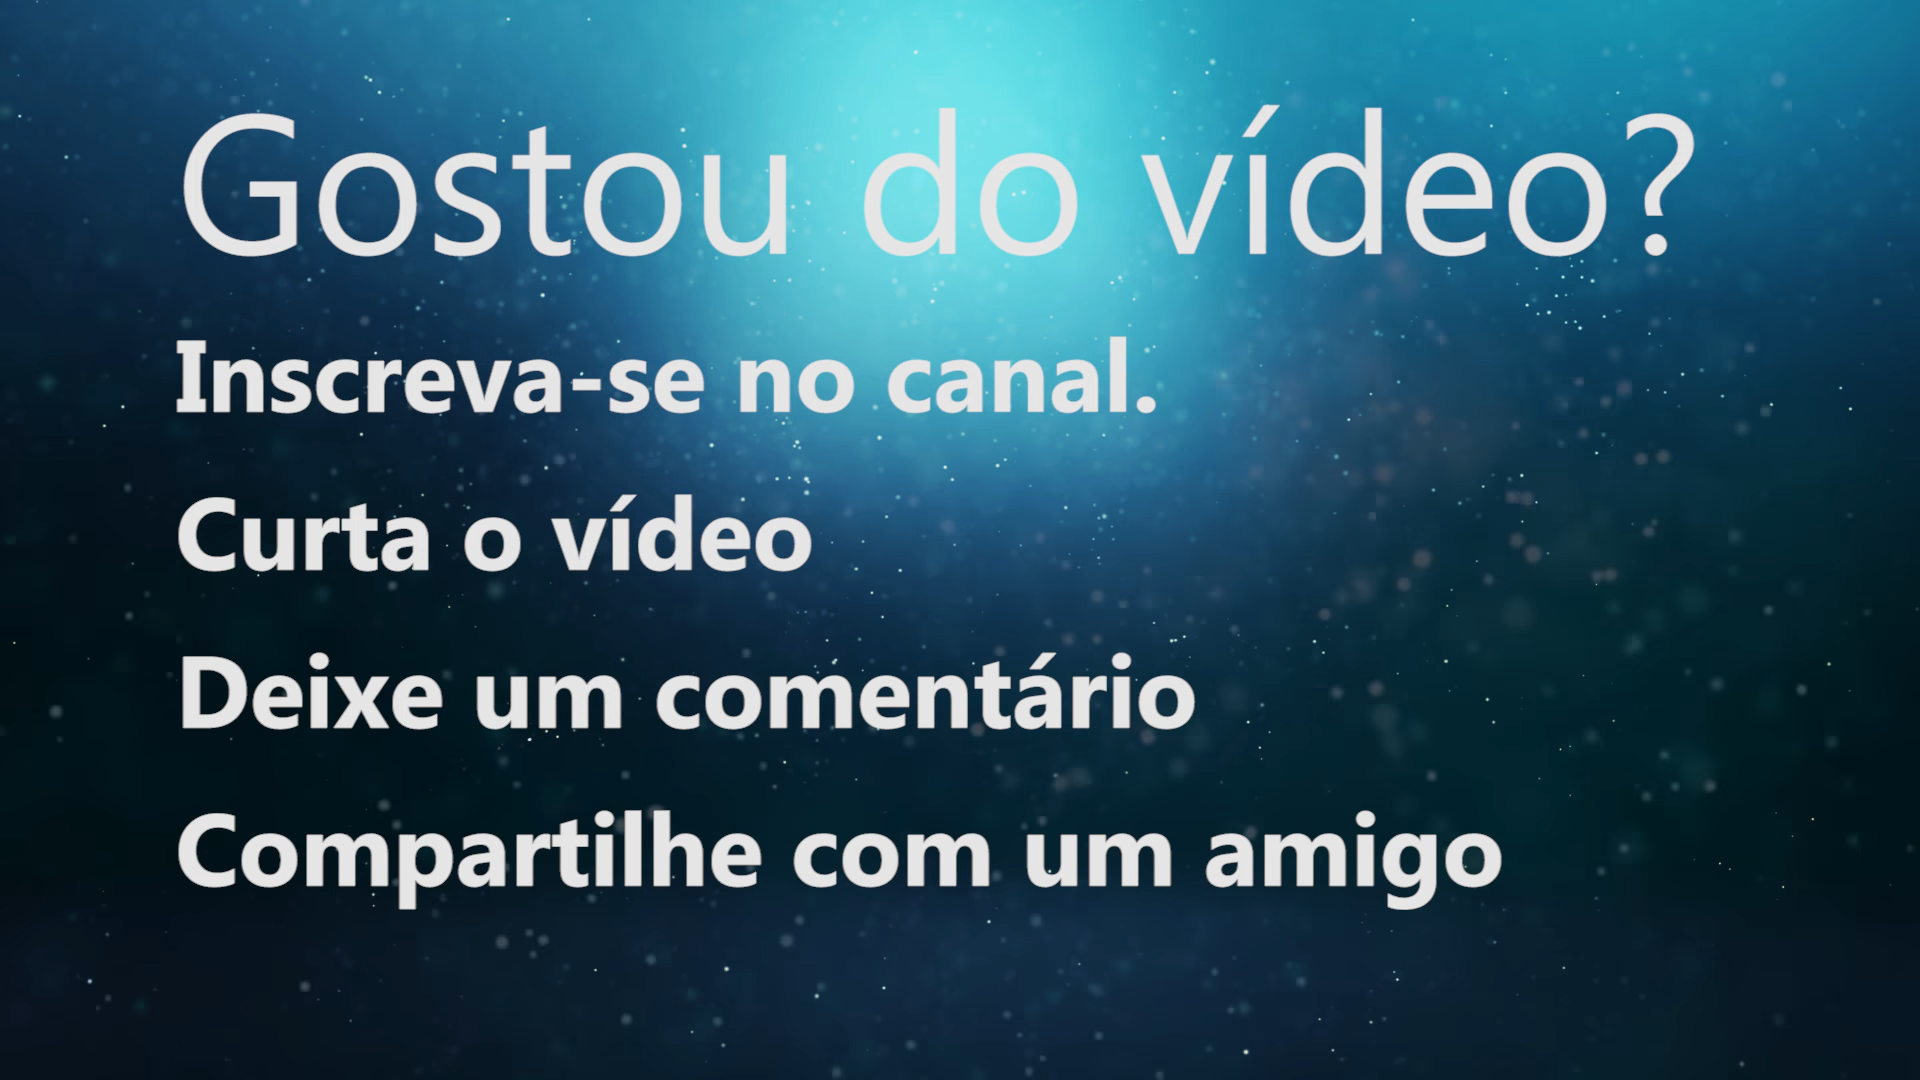 Gostou do vídeo?
Inscreva-se no canal.
Curta o vídeo
Deixe um comentário
Compartilhe com um amigo